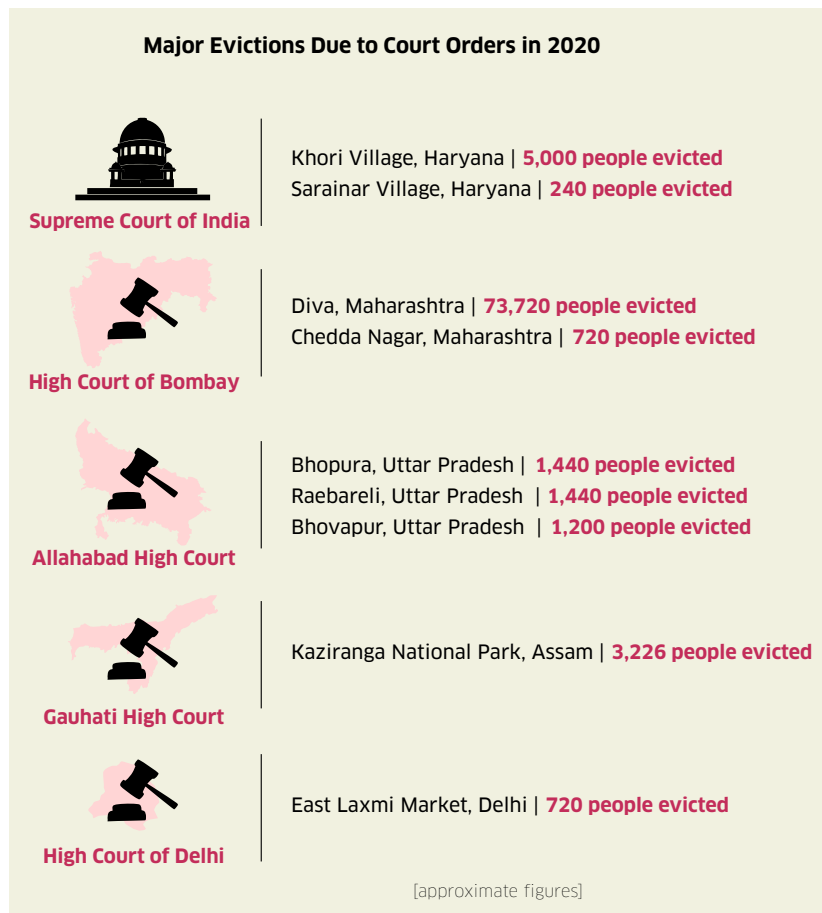 Major Evictions Due to Court Orders in 2020
Supreme Court of India
Khori Village, Haryana | 5,000 people evicted
Sarainar Village, Haryana | 240 people evicted
High Court of Bombay
Diva, Maharashtra | 73,720 people evicted
Chedda Nagar, Maharashtra | 720 people evicted
Allahabad High Court
Bhopura, Uttar Pradesh | 1,440 people evicted
Raebareli, Uttar Pradesh | 1,440 people evicted
Bhovapur, Uttar Pradesh | 1,200 people evicted
Gauhati High Court
Kaziranga National Park, Assam | 3,226 people evicted
High Court of Delhi
East Laxmi Market, Delhi | 720 people evicted
[approximate figures]